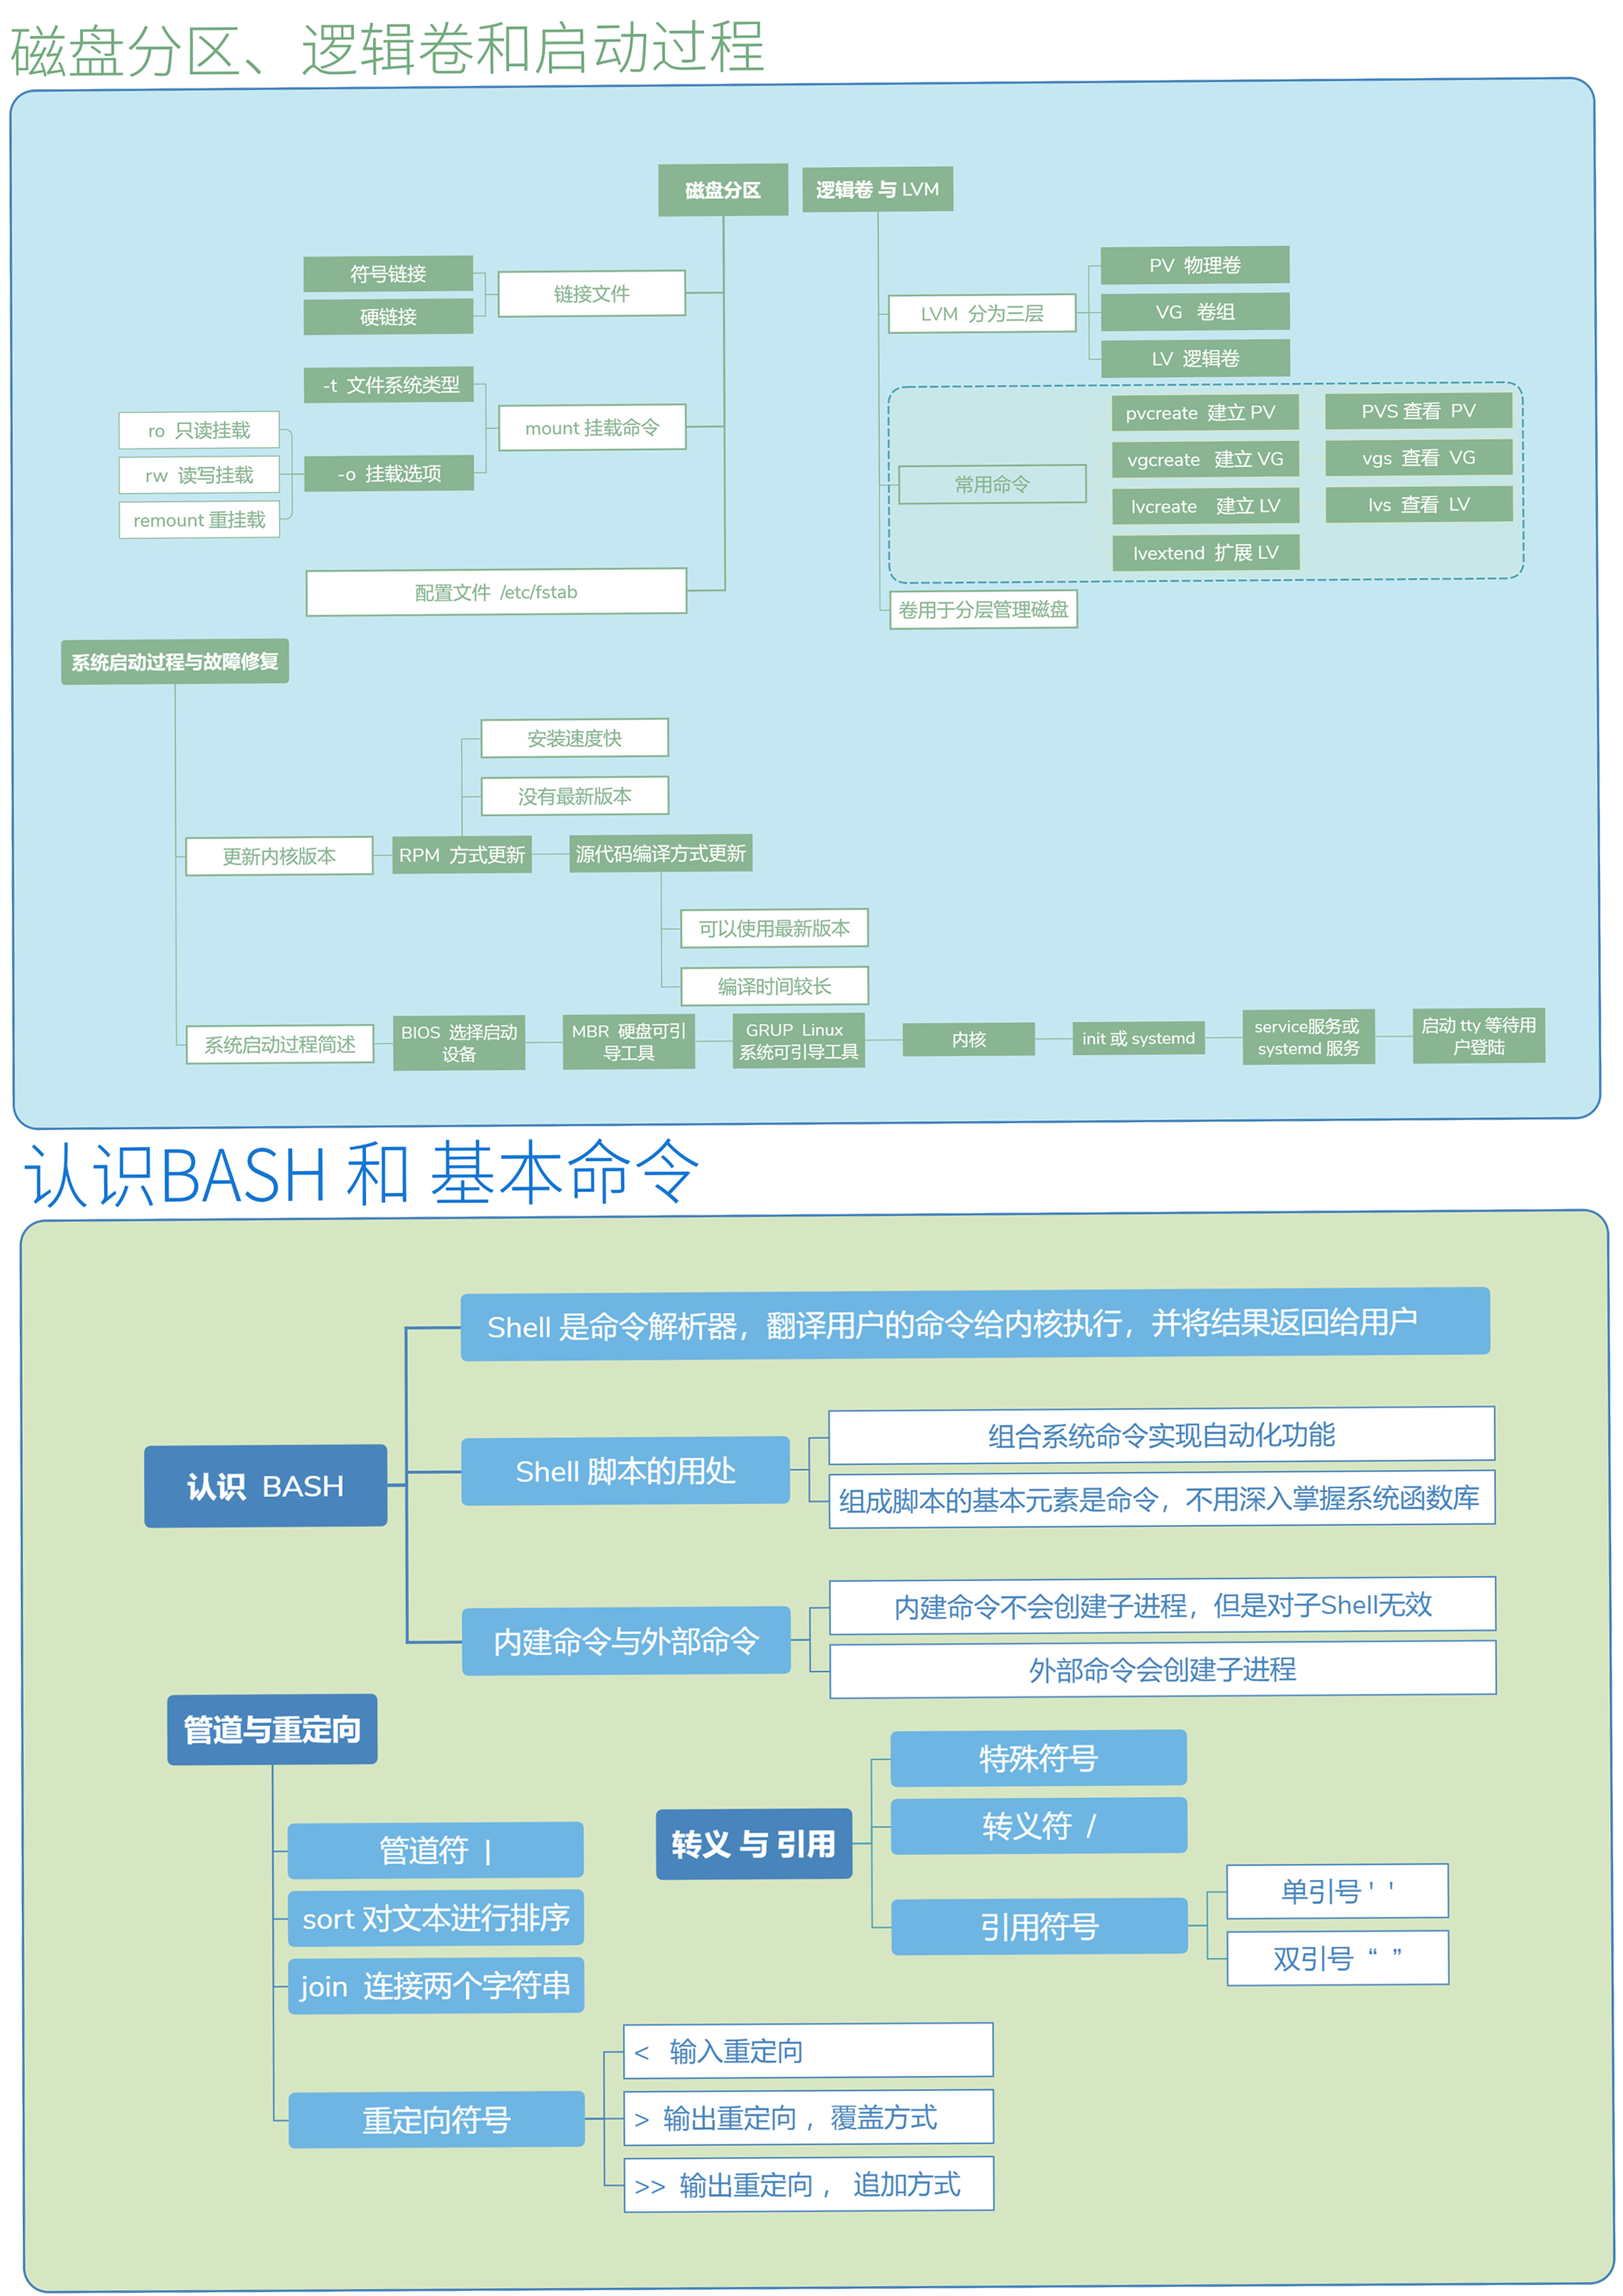 磁盘分区、逻辑卷和启动过程
磁盘分区
符号链接
硬链接
链接文件
-t 文件系统类型
mount 挂载命令
-o 挂载选项
ro 只读挂载
rw 读写挂载
remount 重挂载
配置文件 /etc/fstab
逻辑卷 与 LVM
LVM 分为三层
PV 物理卷
VG 卷组
LV 逻辑卷
常用命令
pvcreate 建立 PV
PVS 查看 PV
vgcreate 建立 VG
vgs 查看 VG
lvcreate 建立 LV
lvs 查看 LV
lvextend 扩展 LV
卷用于分层管理磁盘
系统启动过程与故障修复
安装速度快
没有最新版本
更新内核版本
RPM 方式更新
源代码编译方式更新
可以使用最新版本
编译时间较长
系统启动过程简述
BIOS 选择启动
设备
MBR 硬盘可引
导工具
GRUP Linux
系统可引导工具
内核
init 或 systemd
service服务或
systemd 服务
启动 tty 等待用
户登陆
认识BASH 和 基本命令
认识 BASH
Shell 是命令解析器，翻译用户的命令给内核执行，并将结果返回给用户
Shell 脚本的用处
组合系统命令实现自动化功能
组成脚本的基本元素是命令，不用深入掌握系统函数库
内建命令与外部命令
内建命令不会创建子进程，但是对子Shell无效
外部命令会创建子进程
管道与重定向
管道符 |
sort 对文本进行排序
join 连接两个字符串
重定向符号
< 输入重定向
> 输出重定向 ，覆盖方式
>> 输出重定向 ， 追加方式
转义 与 引用
特殊符号
转义符 /
引用符号
单引号 ' '
双引号 “ ”